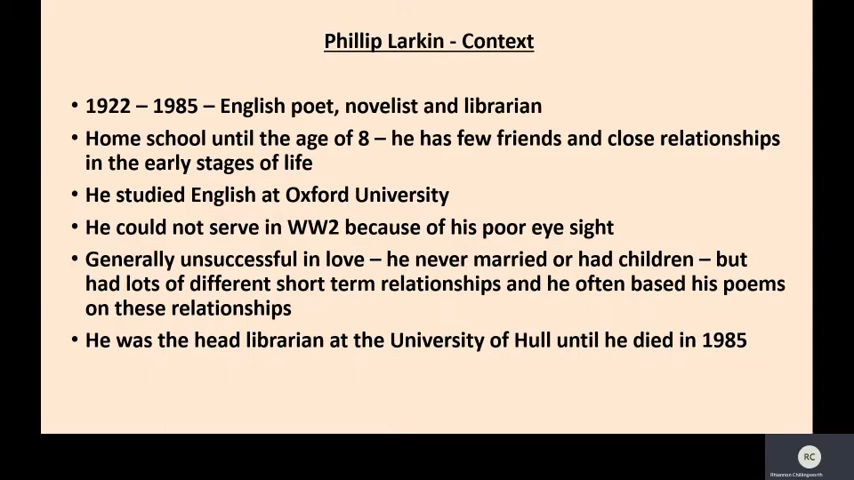 Phillip Larkin - Context
• 1922 – 1985 – English poet, novelist and librarian
• Home school until the age of 8 – he has few friends and close relationships
in the early stages of life
• He studied English at Oxford University
• He could not serve in WW2 because of his poor eye sight
• Generally unsuccessful in love – he never married or had children – but
had lots of different short term relationships and he often based his poems
on these relationships
• He was the head librarian at the University of Hull until he died in 1985
RC
Rhiannon Chillingworth